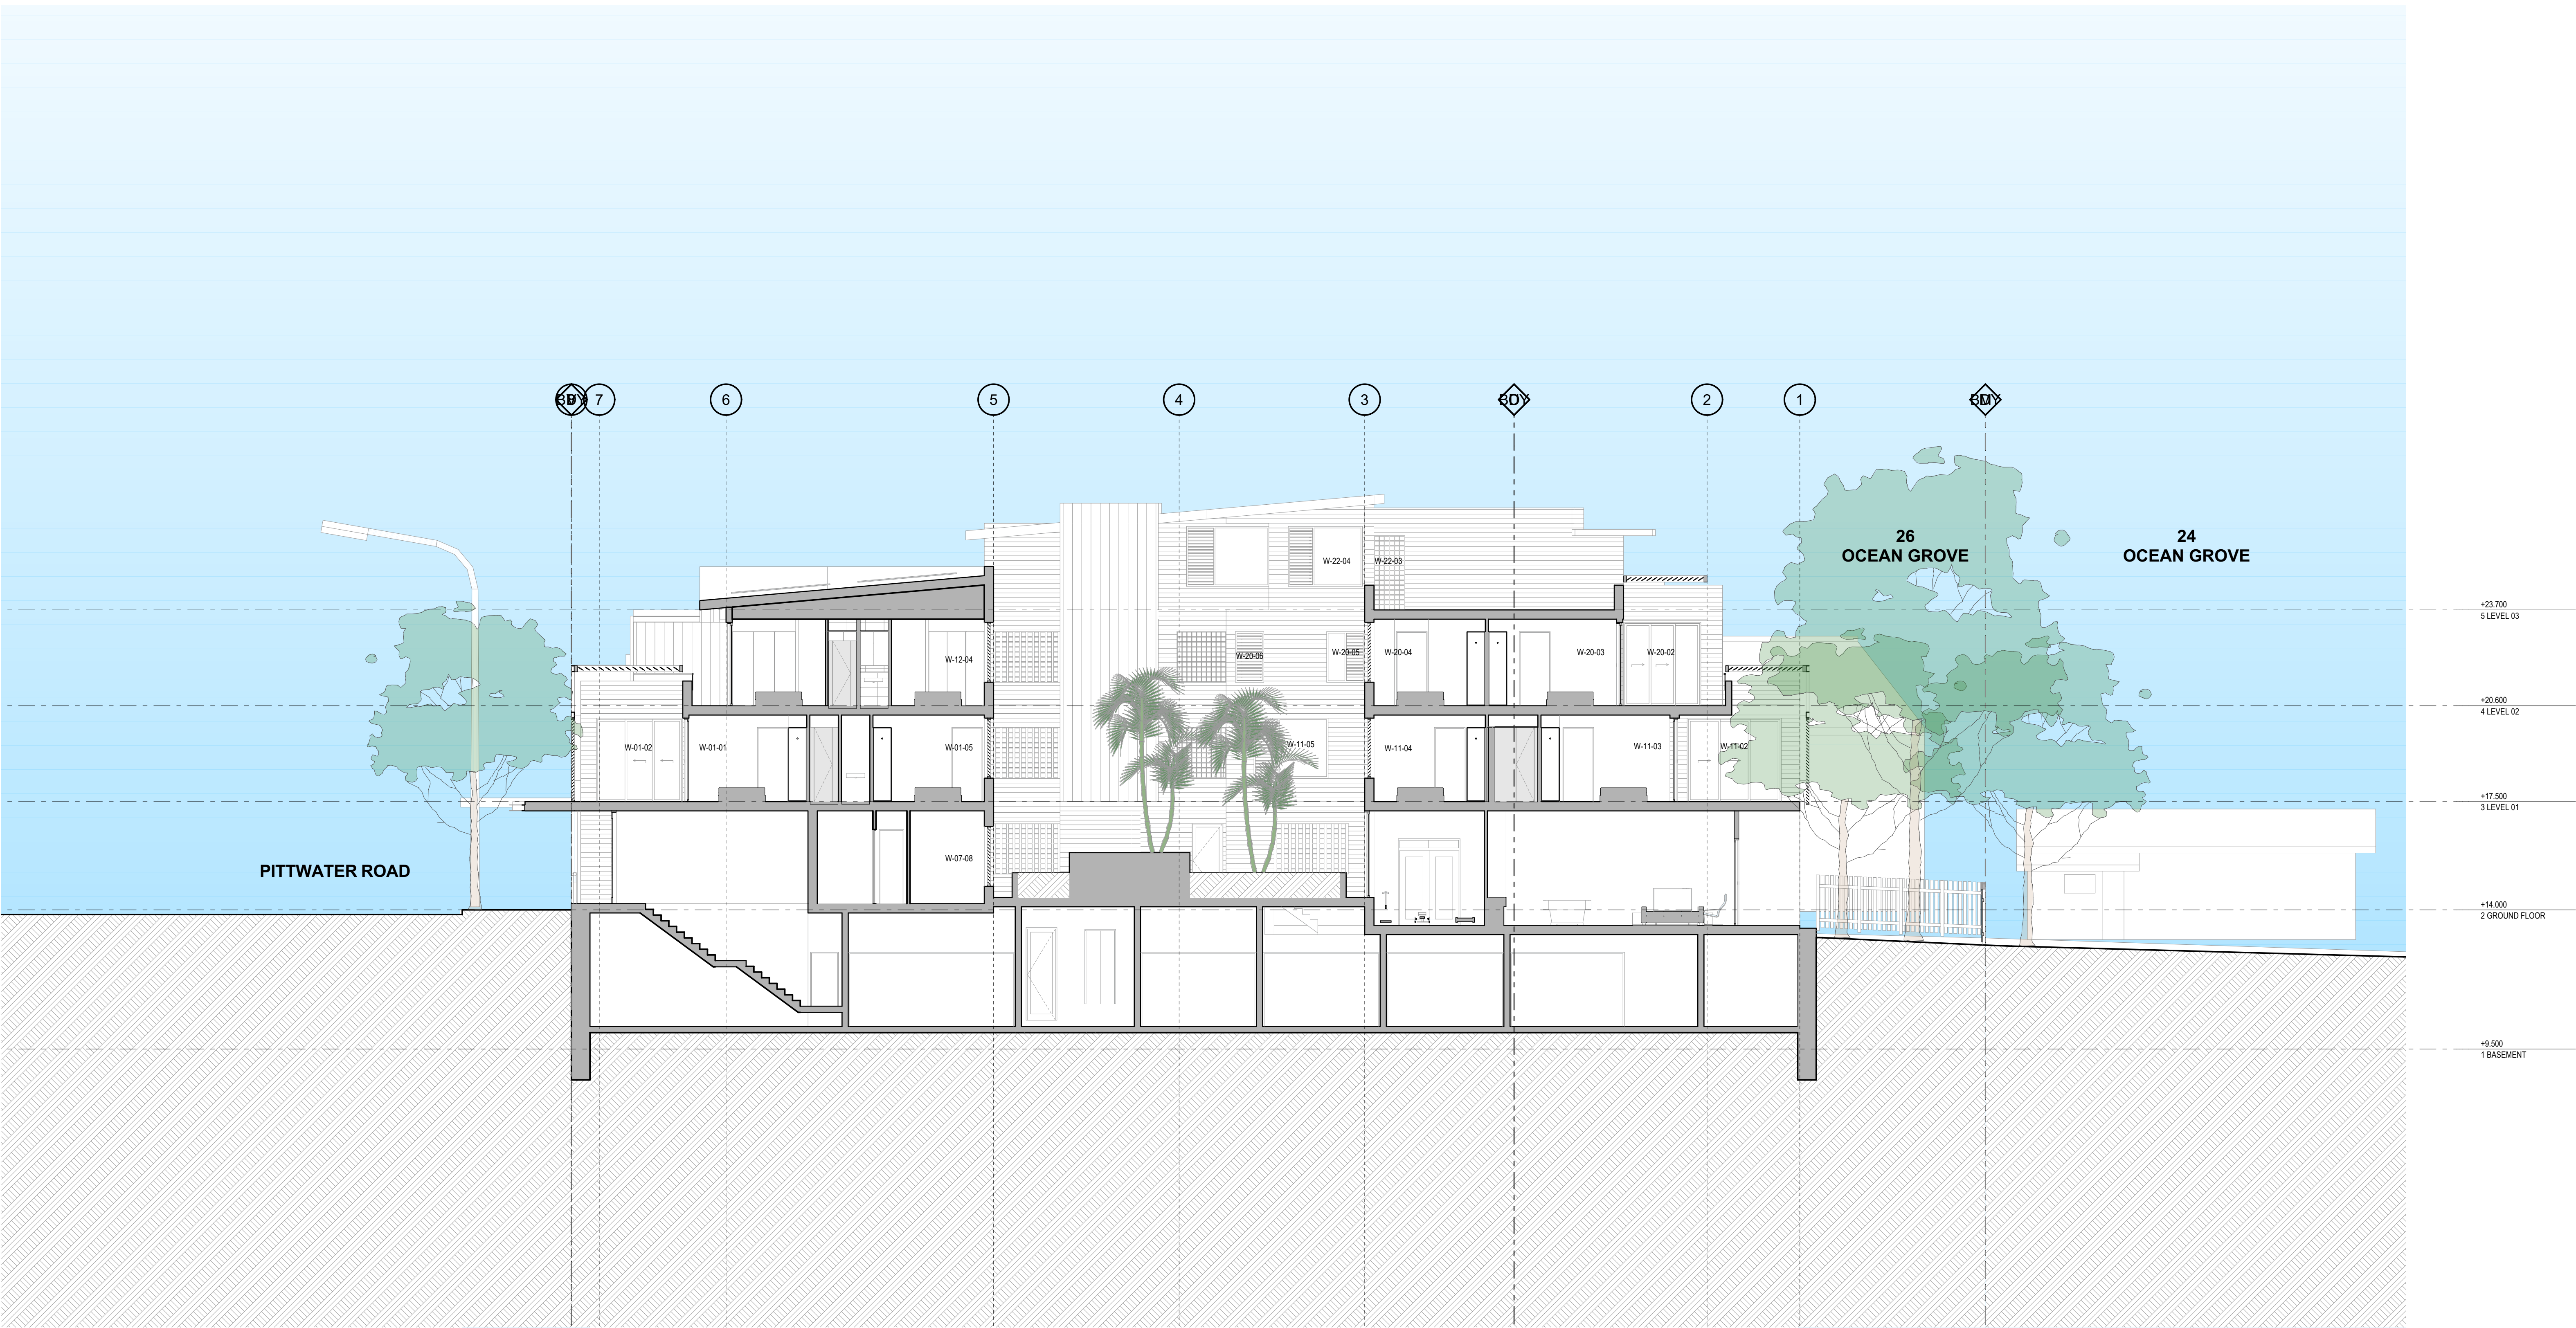 7
6
5
4
3
BDY
2
1
BDY
26
OCEAN GROVE
24
OCEAN GROVE
W-22-04
W-22-03
+23.700
5 LEVEL 03
W-12-04
W-20-06
W-20-05
W-20-04
W-20-03
W-20-02
+20.600
4 LEVEL 02
W-01-02
W-01-01
W-01-05
W-11-05
W-11-04
W-11-03
W-11-02
+17.500
3 LEVEL 01
W-07-08
PITTWATER ROAD
+14.000
2 GROUND FLOOR
+9.500
1 BASEMENT